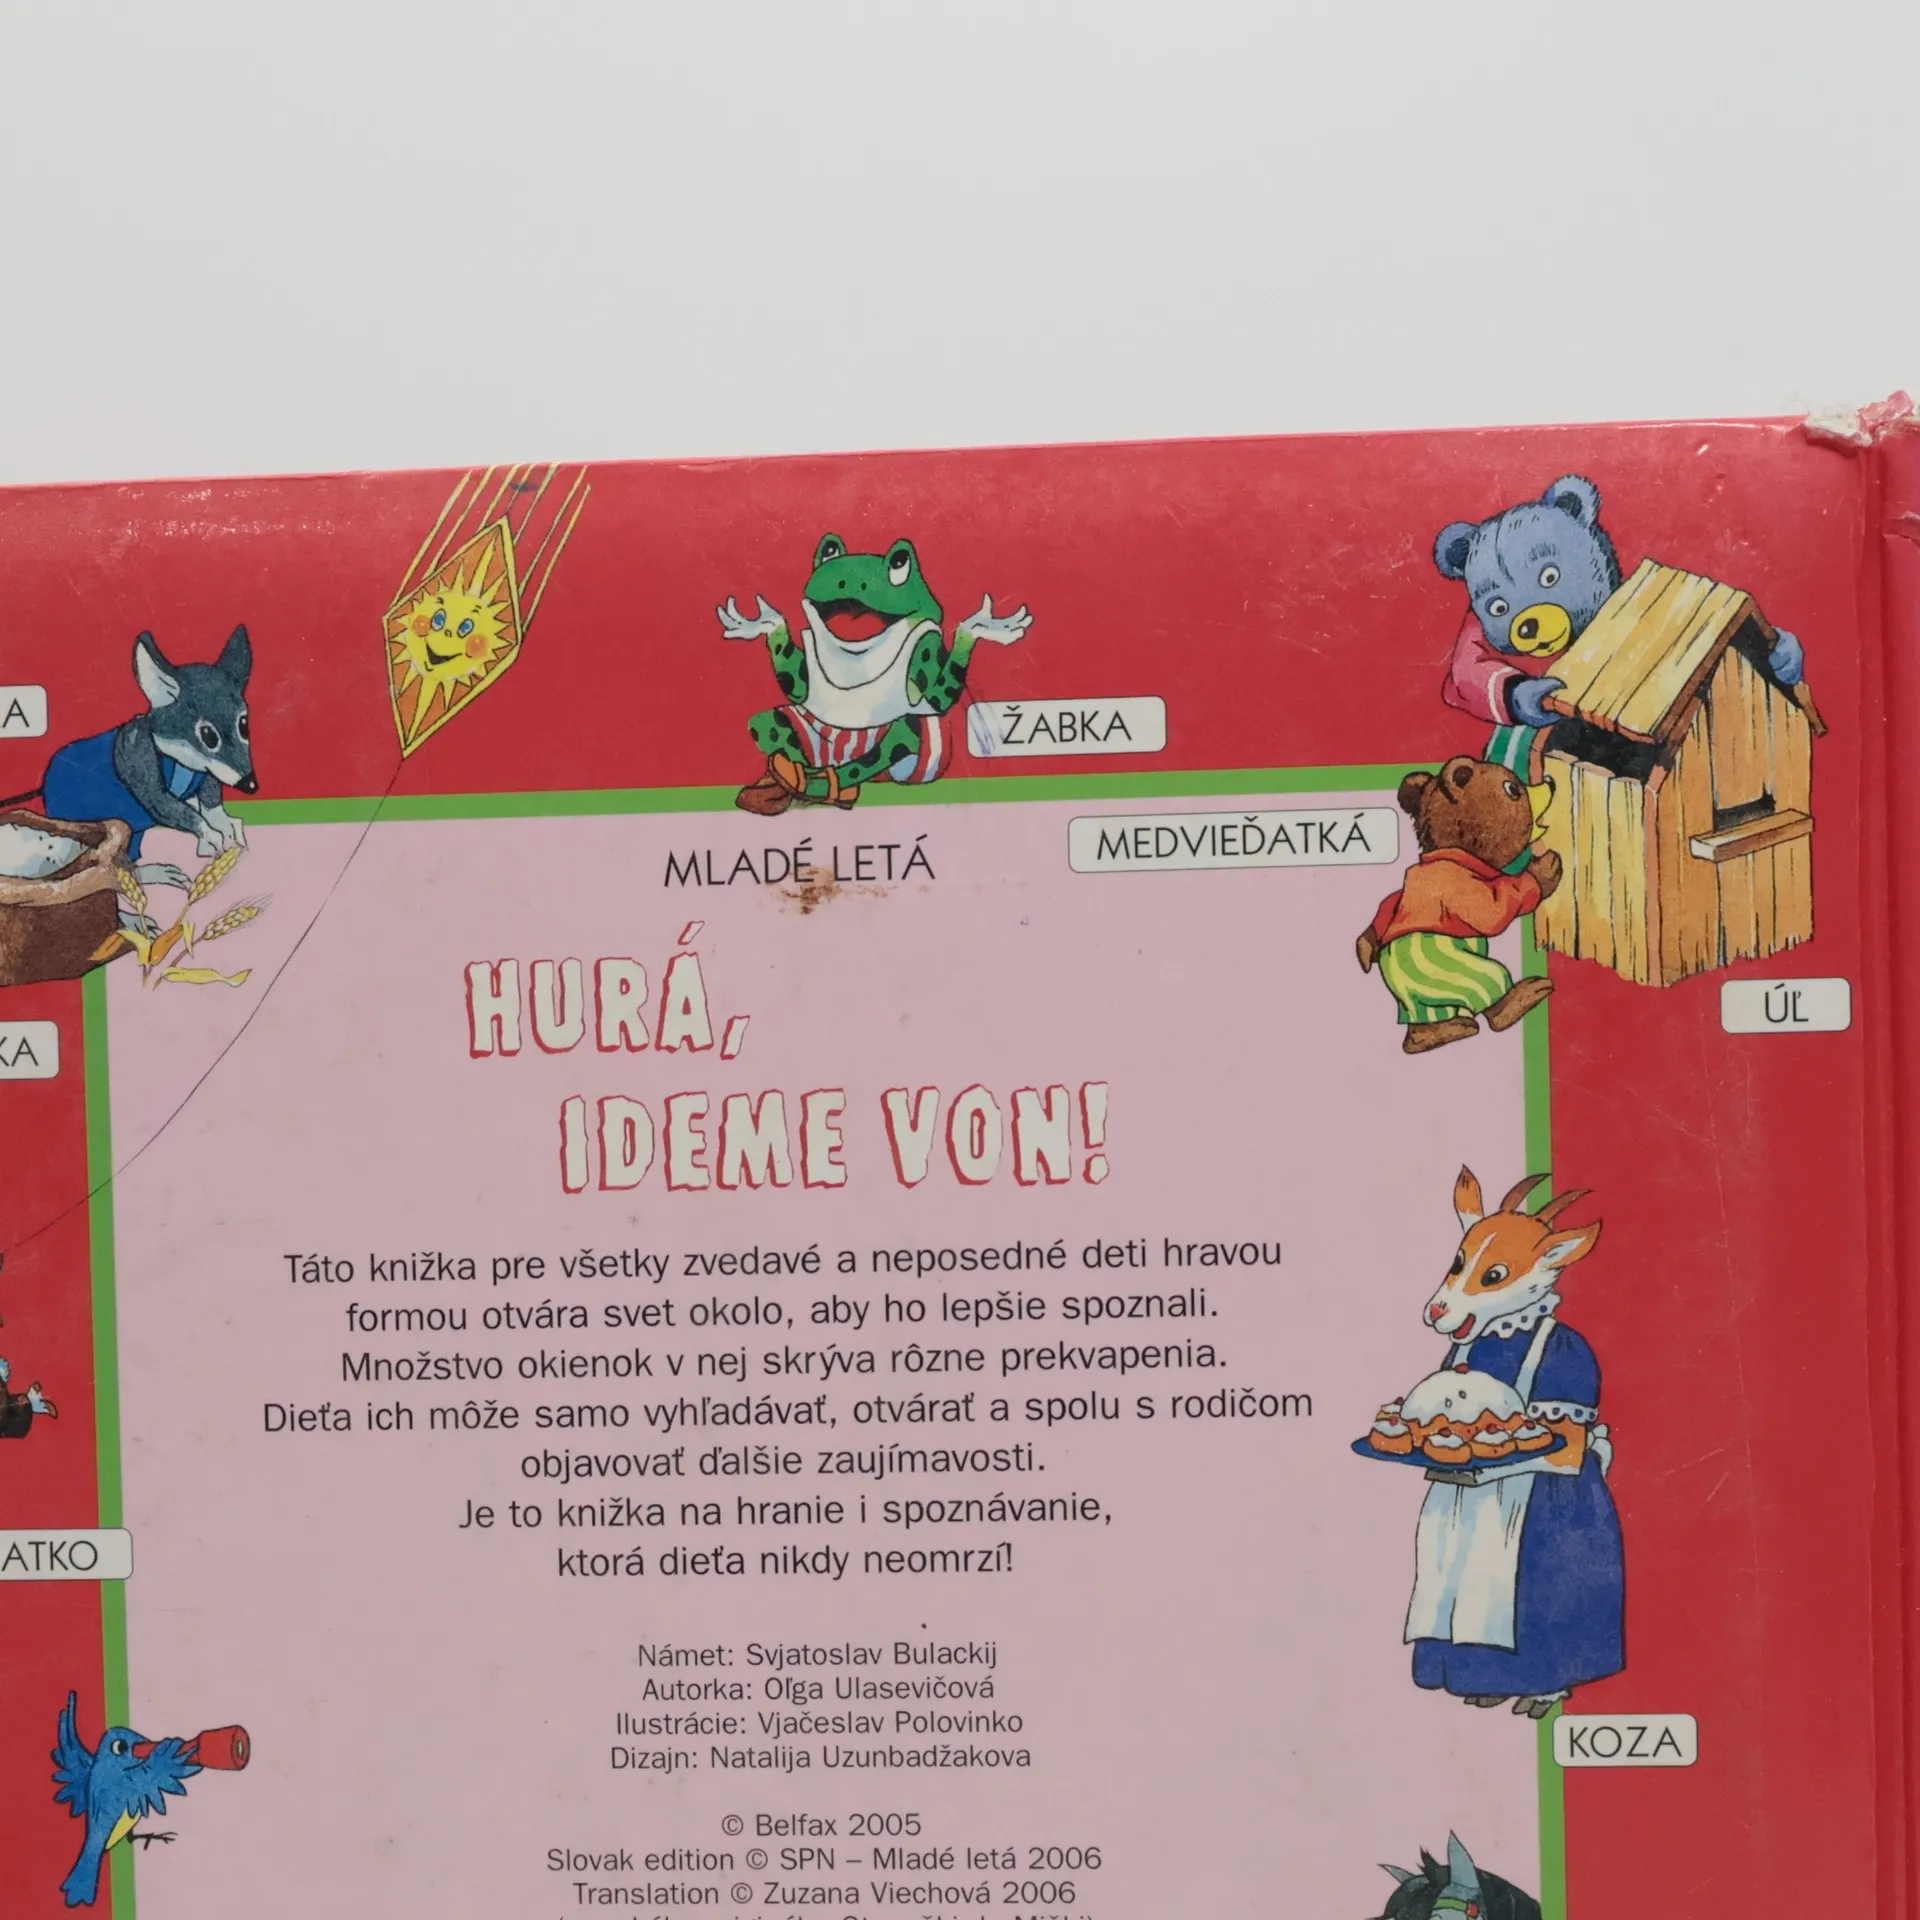 ŽABKA
MLADÉ LETÁ
MEDVIEĎATKÁ
HURÁ,
IDEME VON!
ÚĽ
Táto knižka pre všetky zvedavé a neposedné deti hravou
formou otvára svet okolo, aby ho lepšie spoznali.
Množstvo okienok v nej skrýva rôzne prekvapenia.
Dieťa ich môže samo vyhľadávať, otvárať a spolu s rodičom
objavovať ďalšie zaujímavosti.
Je to knižka na hranie i spoznávanie,
ktorá dieťa nikdy neomrzí!
ATKO
Námet: Svjatoslav Bulackij
Autorka: Oľga Ulasevičová
Ilustrácie: Vjačeslav Polovinko
Dizajn: Natalija Uzunbadžakova
KOZA
© Belfax 2005
Slovak edition © SPN – Mladé letá 2006
Translation © Zuzana Viechová 2006